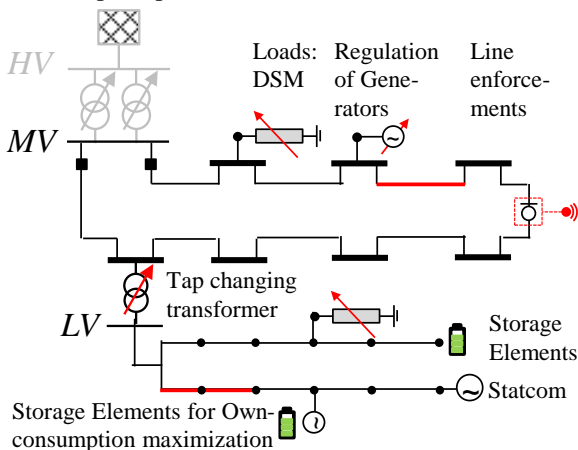 HV
Loads:
DSM
Regulation
of Gene-
rators
Line
enforce-
ments
MV
Tap changing
transformer
LV
Storage
Elements
Statcom
Storage Elements for Own-
consumption maximization